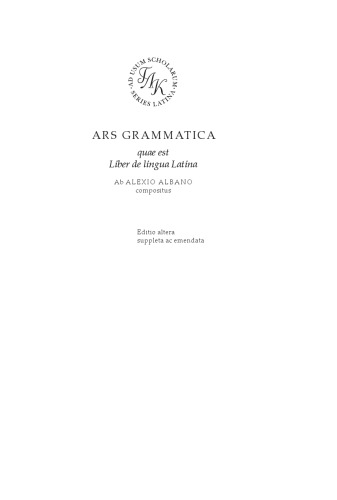 AD USUM SCHOLARUM
SERIES LATINA
FAK
ARS GRAMMATICA
quae est
Liber de lingua Latina
Ab ALEXIO ALBANO
compositus
Editio altera
suppleta ac emendata